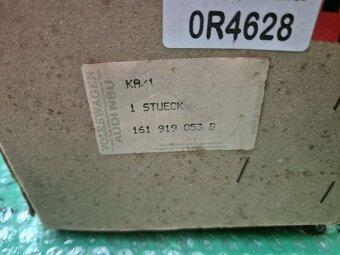 0R4628
VOLKSWAGEN
AUDI NSU
KA/1
1 STUECK
161 919 053 B